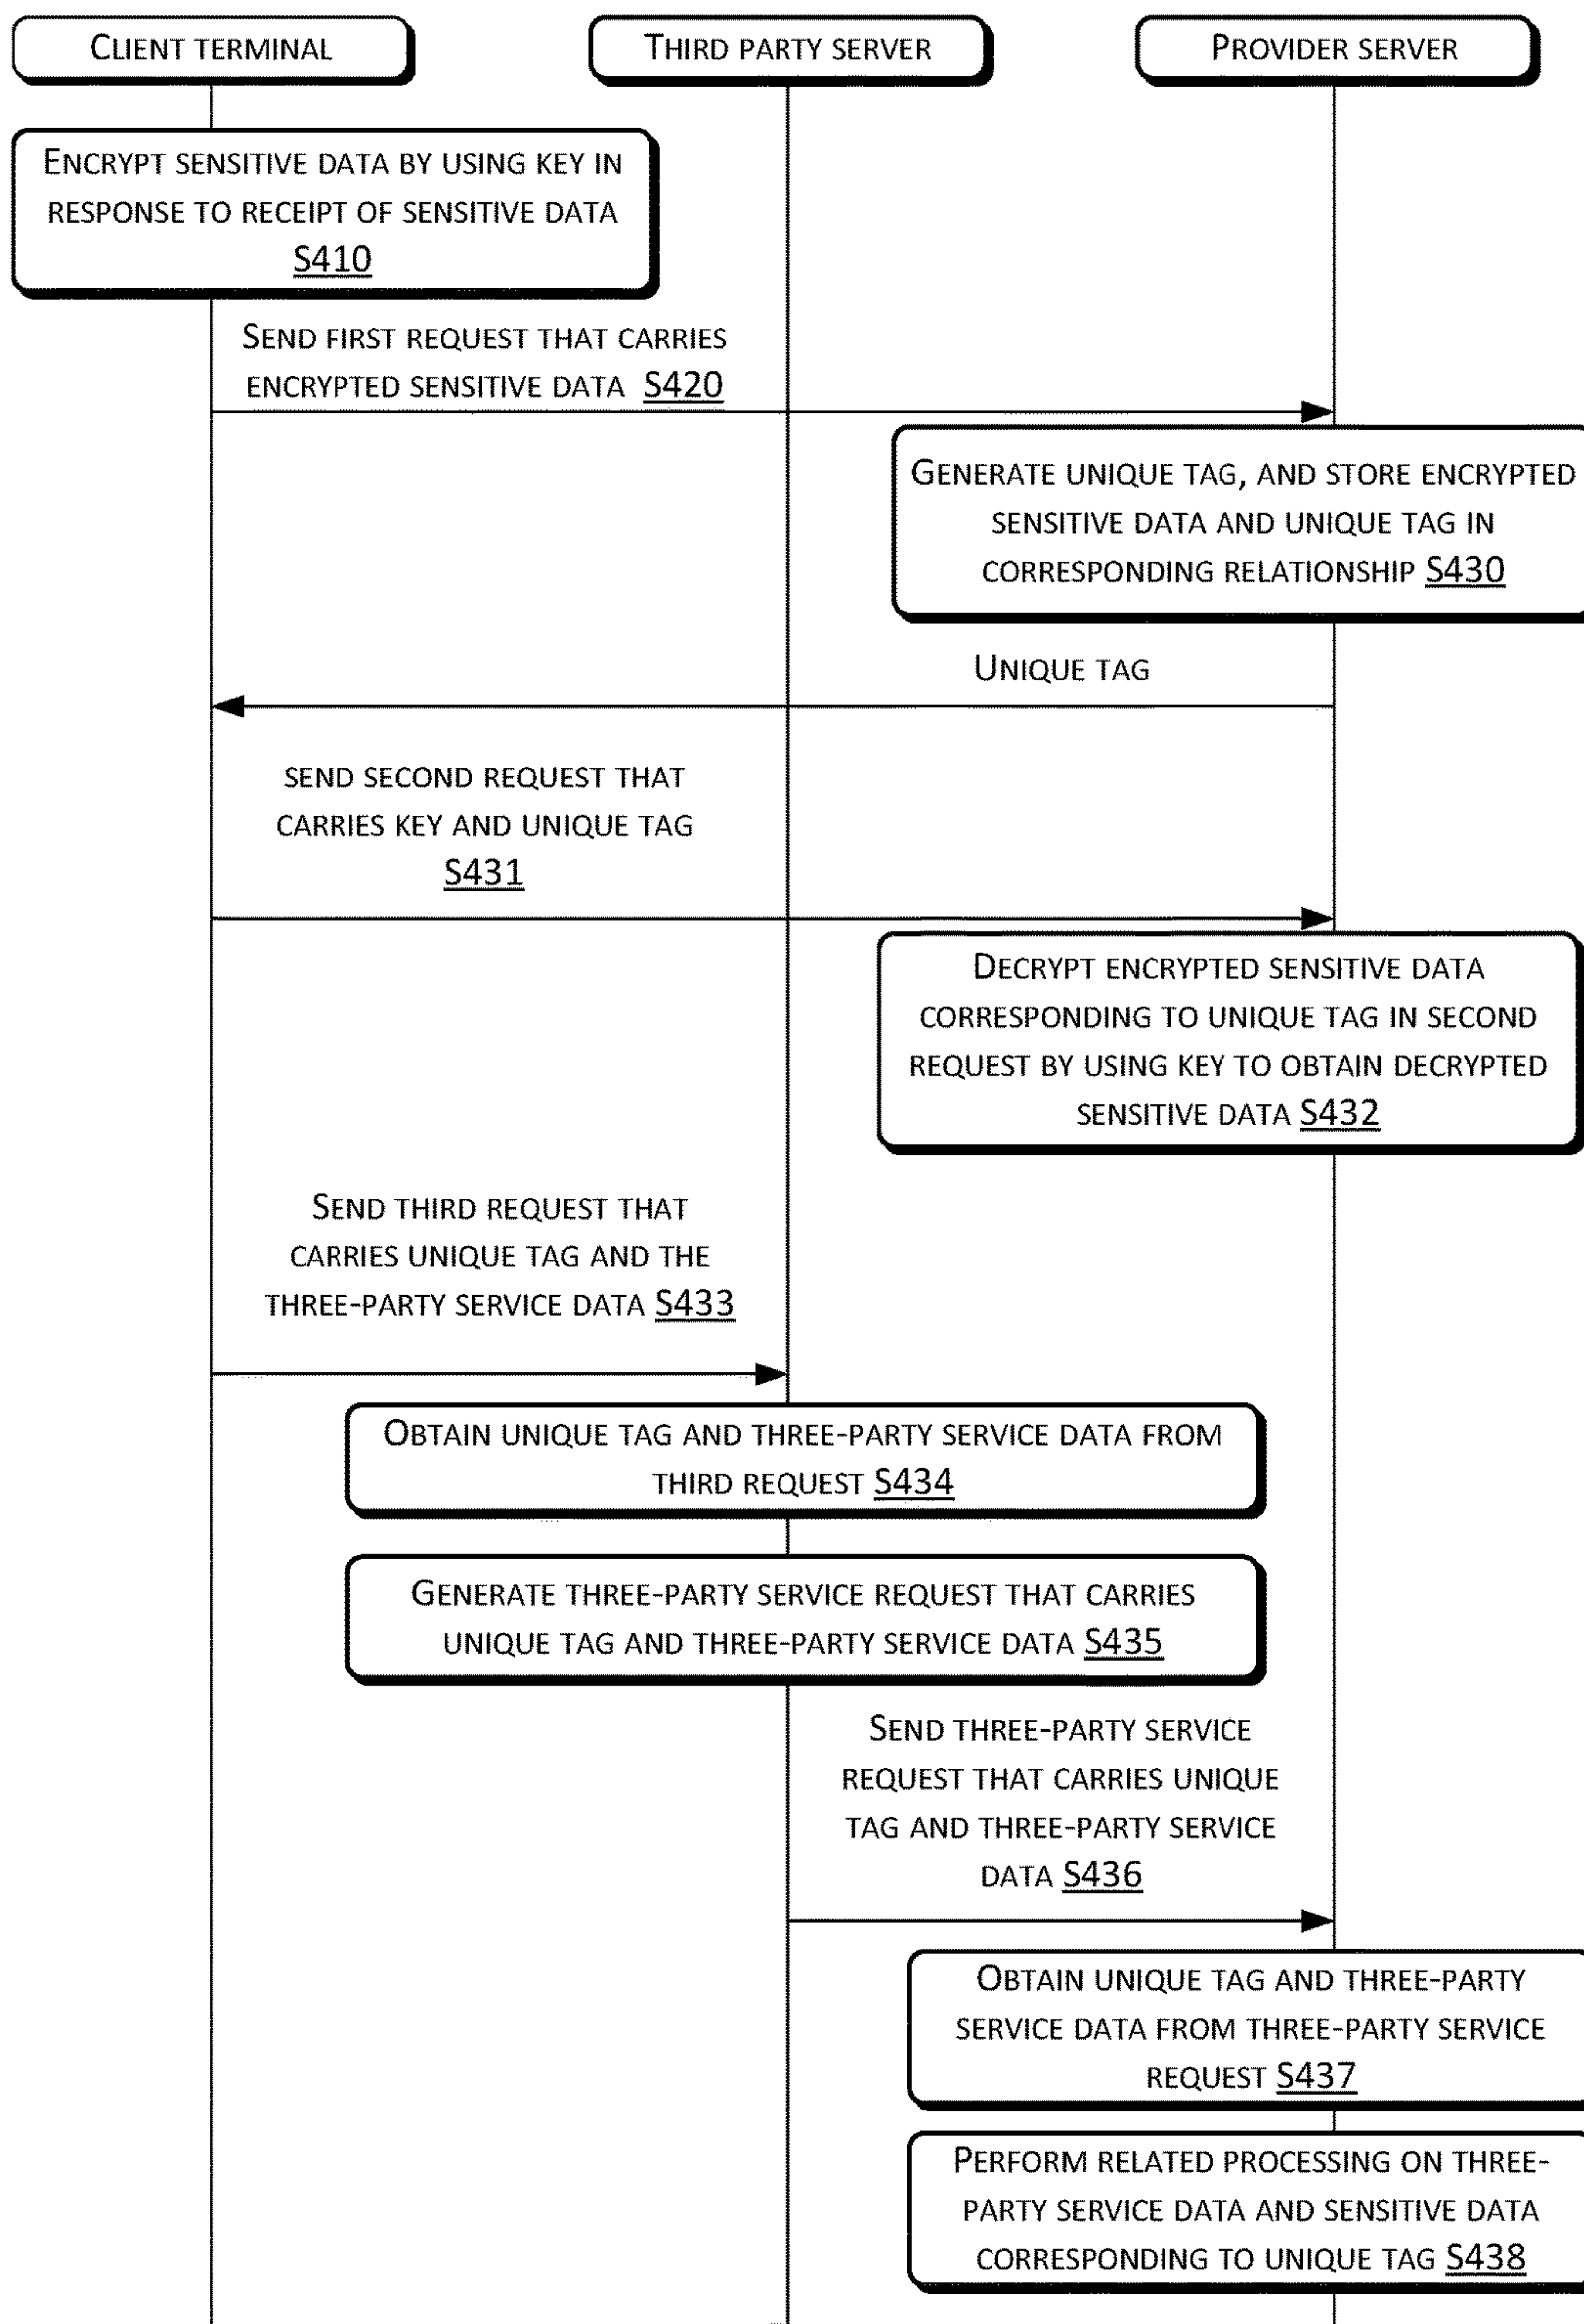 CLIENT TERMINAL
THIRD PARTY SERVER
PROVIDER SERVER
ENCRYPT SENSITIVE DATA BY USING KEY IN
RESPONSE TO RECEIPT OF SENSITIVE DATA
S410
SEND FIRST REQUEST THAT CARRIES
ENCRYPTED SENSITIVE DATA S420
GENERATE UNIQUE TAG, AND STORE ENCRYPTED
SENSITIVE DATA AND UNIQUE TAG IN
CORRESPONDING RELATIONSHIP S430
UNIQUE TAG
SEND SECOND REQUEST THAT
CARRIES KEY AND UNIQUE TAG
S431
DECRYPT ENCRYPTED SENSITIVE DATA
CORRESPONDING TO UNIQUE TAG IN SECOND
REQUEST BY USING KEY TO OBTAIN DECRYPTED
SENSITIVE DATA S432
SEND THIRD REQUEST THAT
CARRIES UNIQUE TAG AND THE
THREE-PARTY SERVICE DATA S433
OBTAIN UNIQUE TAG AND THREE-PARTY SERVICE DATA FROM
THIRD REQUEST S434
GENERATE THREE-PARTY SERVICE REQUEST THAT CARRIES
UNIQUE TAG AND THREE-PARTY SERVICE DATA S435
SEND THREE-PARTY SERVICE
REQUEST THAT CARRIES UNIQUE
TAG AND THREE-PARTY SERVICE
DATA S436
OBTAIN UNIQUE TAG AND THREE-PARTY
SERVICE DATA FROM THREE-PARTY SERVICE
REQUEST S437
PERFORM RELATED PROCESSING ON THREE-
PARTY SERVICE DATA AND SENSITIVE DATA
CORRESPONDING TO UNIQUE TAG S438